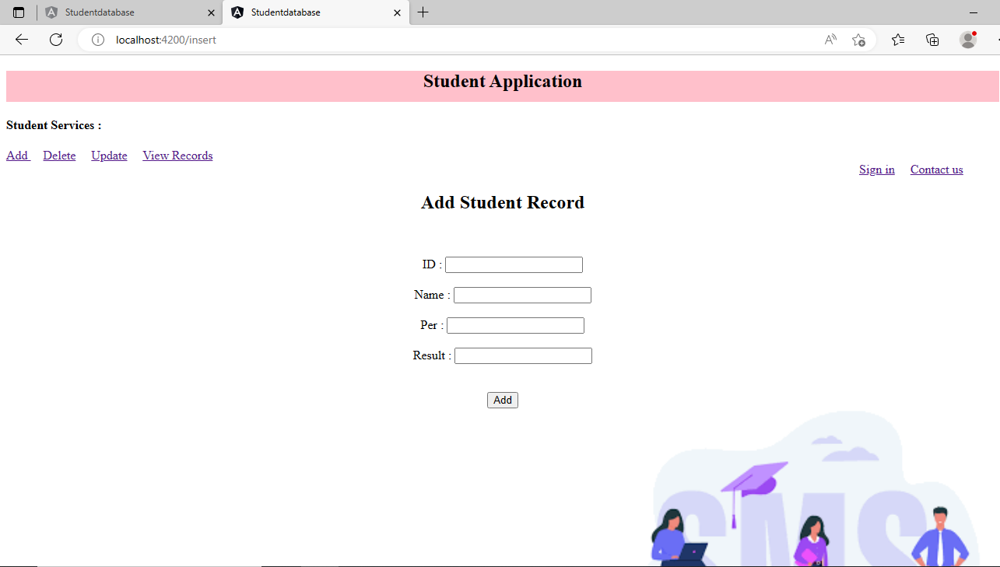 Studentdatabase Studentdatabase
localhost:4200/insert
Student Application
Student Services :
Add Delete Update View Records
Sign in Contact us
Add Student Record
ID :
Name :
Per :
Result :
Add
SMS